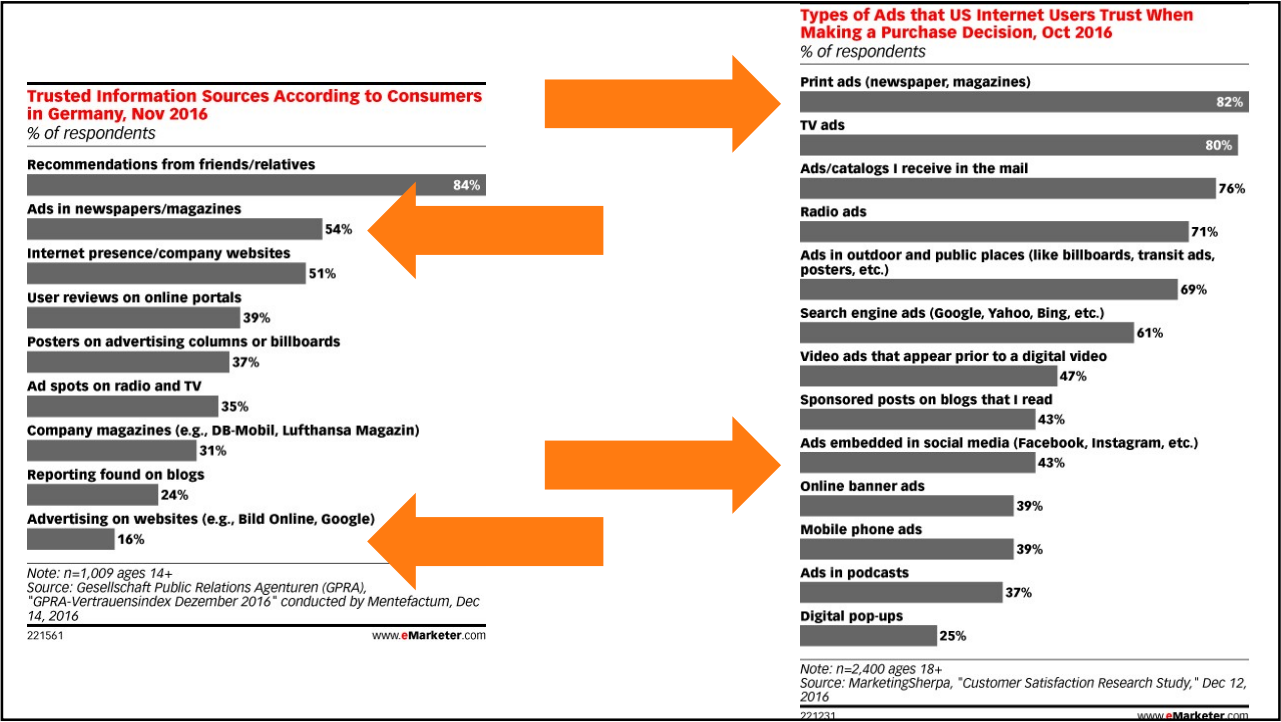 Trusted Information Sources According to Consumers
in Germany, Nov 2016
% of respondents
Recommendations from friends/relatives
84%
Ads in newspapers/magazines
54%
Internet presence/company websites
51%
User reviews on online portals
39%
Posters on advertising columns or billboards
37%
Ad spots on radio and TV
35%
Company magazines (e.g., DB-Mobil, Lufthansa Magazin)
31%
Reporting found on blogs
24%
Advertising on websites (e.g., Bild Online, Google)
16%
Note: n=1,009 ages 14+
Source: Gesellschaft Public Relations Agenturen (GPRA),
"GPRA-Vertrauensindex Dezember 2016" conducted by Mentefactum, Dec
14, 2016
221561 www.eMarketer.com
Types of Ads that US Internet Users Trust When
Making a Purchase Decision, Oct 2016
% of respondents
Print ads (newspaper, magazines)
82%
TV ads
80%
Ads/catalogs I receive in the mail
76%
Radio ads
71%
Ads in outdoor and public places (like billboards, transit ads,
posters, etc.)
69%
Search engine ads (Google, Yahoo, Bing, etc.)
61%
Video ads that appear prior to a digital video
47%
Sponsored posts on blogs that I read
43%
Ads embedded in social media (Facebook, Instagram, etc.)
43%
Online banner ads
39%
Mobile phone ads
39%
Ads in podcasts
37%
Digital pop-ups
25%
Note: n=2,400 ages 18+
Source: MarketingSherpa, "Customer Satisfaction Research Study," Dec 12,
2016
221231 www.eMarketer.com